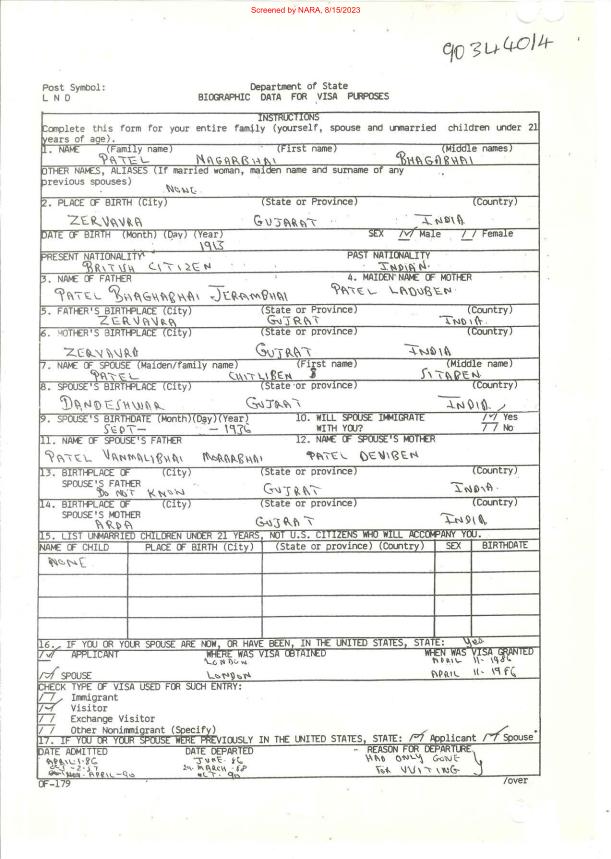 Screened by NARA, 8/15/2023
90344014
Post Symbol: Department of State
L N D BIOGRAPHIC DATA FOR VISA PURPOSES
INSTRUCTIONS
Complete this form for your entire family (yourself, spouse and unmarried children under 21
years of age).
1. NAME (Family name) (First name) (Middle names)
PATEL NAGARBHAI BHAGABHAI
OTHER NAMES, ALIASES (If married woman, maiden name and surname of any
previous spouses)
NONE
2. PLACE OF BIRTH (City) (State or Province) (Country)
ZERVAVRA GUJARAT INDIA
DATE OF BIRTH (Month) (Day) (Year) SEX /✓/ Male / / Female
1913
PRESENT NATIONALITY PAST NATIONALITY
BRITISH CITIZEN INDIAN.
3. NAME OF FATHER 4. MAIDEN NAME OF MOTHER
PATEL BHAGHABHAI JERAMBHAI PATEL LADUBEN
5. FATHER'S BIRTHPLACE (City) (State or Province) (Country)
ZERVAVRA GUJRAT INDIA.
6. MOTHER'S BIRTHPLACE (City) (State or province) (Country)
ZERVAVRA GUJRAT INDIA
7. NAME OF SPOUSE (Maiden/family name) (First name) (Middle name)
PATEL CHITLIBEN SITABEN
8. SPOUSE'S BIRTHPLACE (City) (State or province) (Country)
DANDESHWAR GUJRAT INDIA
9. SPOUSE'S BIRTHDATE (Month)(Day)(Year) 10. WILL SPOUSE IMMIGRATE /✓/ Yes
SEPT - - 1936 WITH YOU? / / No
11. NAME OF SPOUSE'S FATHER 12. NAME OF SPOUSE'S MOTHER
PATEL VANMALIBHAI MORARBHAI PATEL DEVIBEN
13. BIRTHPLACE OF (City) (State or province) (Country)
SPOUSE'S FATHER
DO NOT KNOW GUJRAT INDIA.
14. BIRTHPLACE OF (City) (State or province) (Country)
SPOUSE'S MOTHER
ARDA GUJRAT INDIA
15. LIST UNMARRIED CHILDREN UNDER 21 YEARS, NOT U.S. CITIZENS WHO WILL ACCOMPANY YOU.
NAME OF CHILD PLACE OF BIRTH (City) (State or province) (Country) SEX BIRTHDATE
NONE
16. IF YOU OR YOUR SPOUSE ARE NOW, OR HAVE BEEN, IN THE UNITED STATES, STATE: Yes
/✓/ APPLICANT WHERE WAS VISA OBTAINED WHEN WAS VISA GRANTED
LONDON APRIL 11-1986
/✓/ SPOUSE LONDON APRIL 11-1986
CHECK TYPE OF VISA USED FOR SUCH ENTRY:
/ / Immigrant
/✓/ Visitor
/ / Exchange Visitor
/ / Other Nonimmigrant (Specify)
17. IF YOU OR YOUR SPOUSE WERE PREVIOUSLY IN THE UNITED STATES, STATE: /✓/ Applicant /✓/ Spouse
DATE ADMITTED DATE DEPARTED - REASON FOR DEPARTURE
APRIL-1-86 JUNE-86 HAD ONLY GONE
MARCH-88 FOR VISITING
APRIL-90 OCT. 90
OF-179 /over